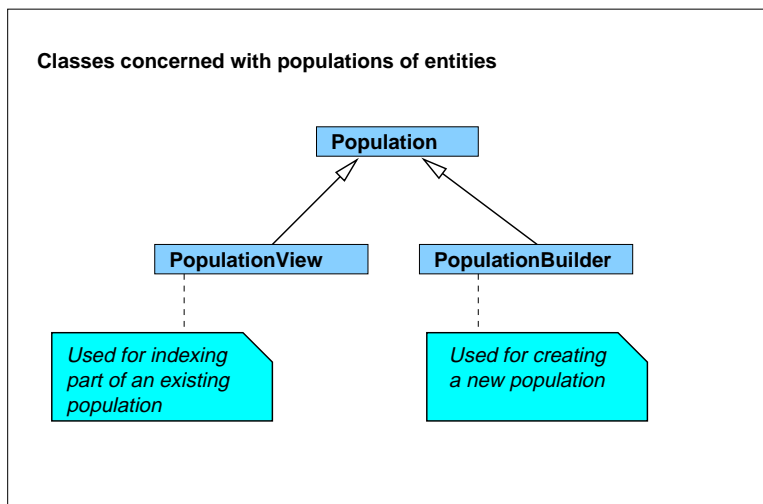 Classes concerned with populations of entities
Population
PopulationView
PopulationBuilder
Used for indexing
part of an existing
population
Used for creating
a new population